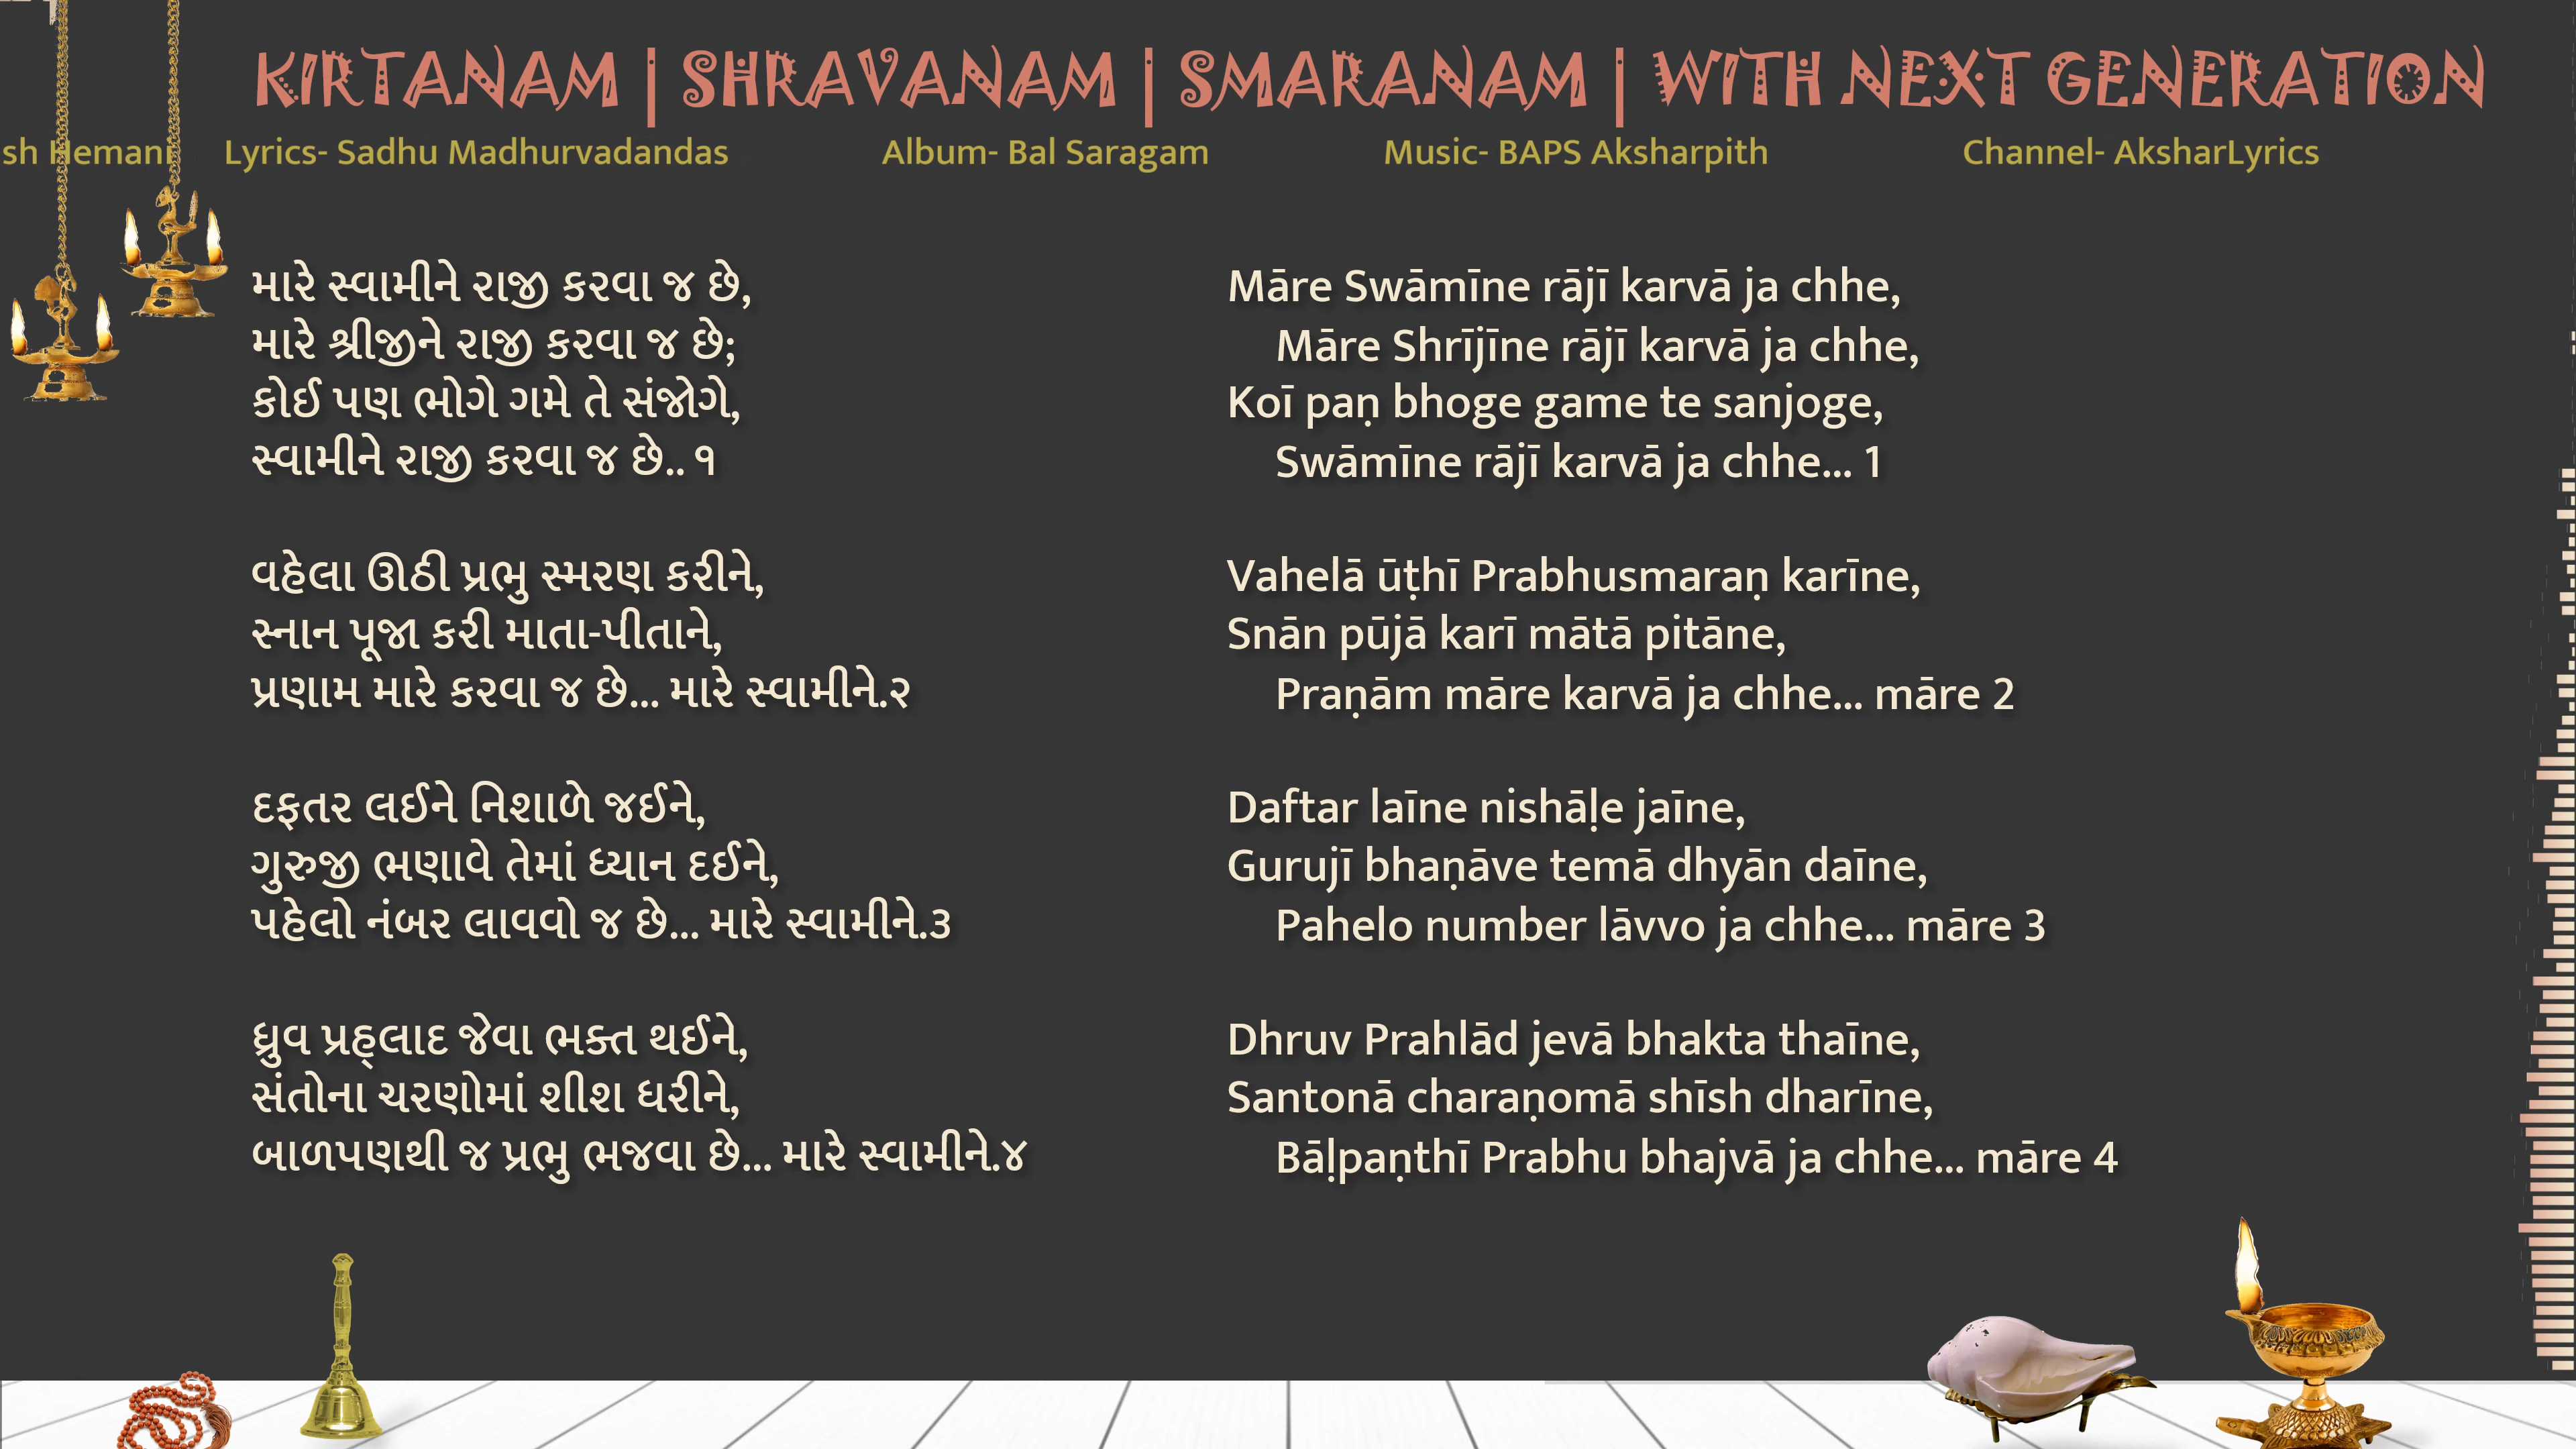 KIRTANAM | SHRAVANAM | SMARANAM | WITH NEXT GENERATION
sh Hemani Lyrics- Sadhu Madhurvadandas Album- Bal Saragam Music- BAPS Aksharpith Channel- AksharLyrics
મારે સ્વામીને રાજી કરવા જ છે,
મારે શ્રીજીને રાજી કરવા જ છે;
કોઈ પણ ભોગે ગમે તે સંજોગે,
સ્વામીને રાજી કરવા જ છે.. ૧
વહેલા ઊઠી પ્રભુ સ્મરણ કરીને,
સ્નાન પૂજા કરી માતા-પીતાને,
પ્રણામ મારે કરવા જ છે... મારે સ્વામીને.૨
દફતર લઈને નિશાળે જઈને,
ગુરુજી ભણાવે તેમાં ધ્યાન દઈને,
પહેલો નંબર લાવવો જ છે... મારે સ્વામીને.૩
ધ્રુવ પ્રહ્લાદ જેવા ભક્ત થઈને,
સંતોના ચરણોમાં શીશ ધરીને,
બાળપણથી જ પ્રભુ ભજવા છે... મારે સ્વામીને.૪
Māre Swāmīne rājī karvā ja chhe,
Māre Shrījīne rājī karvā ja chhe,
Koī paṇ bhoge game te sanjoge,
Swāmīne rājī karvā ja chhe... 1
Vahelā ūṭhī Prabhusmaraṇ karīne,
Snān pūjā karī mātā pitāne,
Praṇām māre karvā ja chhe... māre 2
Daftar laīne nishāḷe jaīne,
Gurujī bhaṇāve temā dhyān daīne,
Pahelo number lāvvo ja chhe... māre 3
Dhruv Prahlād jevā bhakta thaīne,
Santonā charaṇomā shīsh dharīne,
Bāḷpaṇthī Prabhu bhajvā ja chhe... māre 4